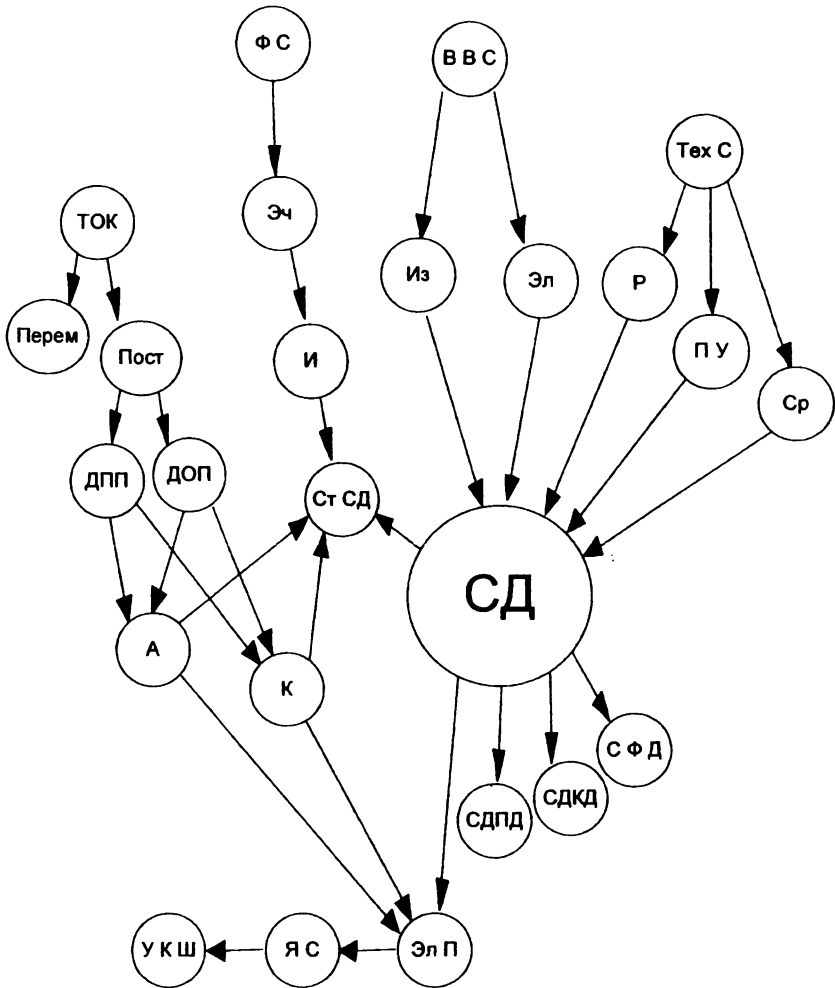 Ф С
В В С
Тех С
ТОК
Эч
Из
Эл
Р
Перем
Пост
И
П У
Ср
ДПП
ДОП
Ст СД
СД
А
К
С Ф Д
СДПД
СДКД
У К Ш
Я С
Эл П